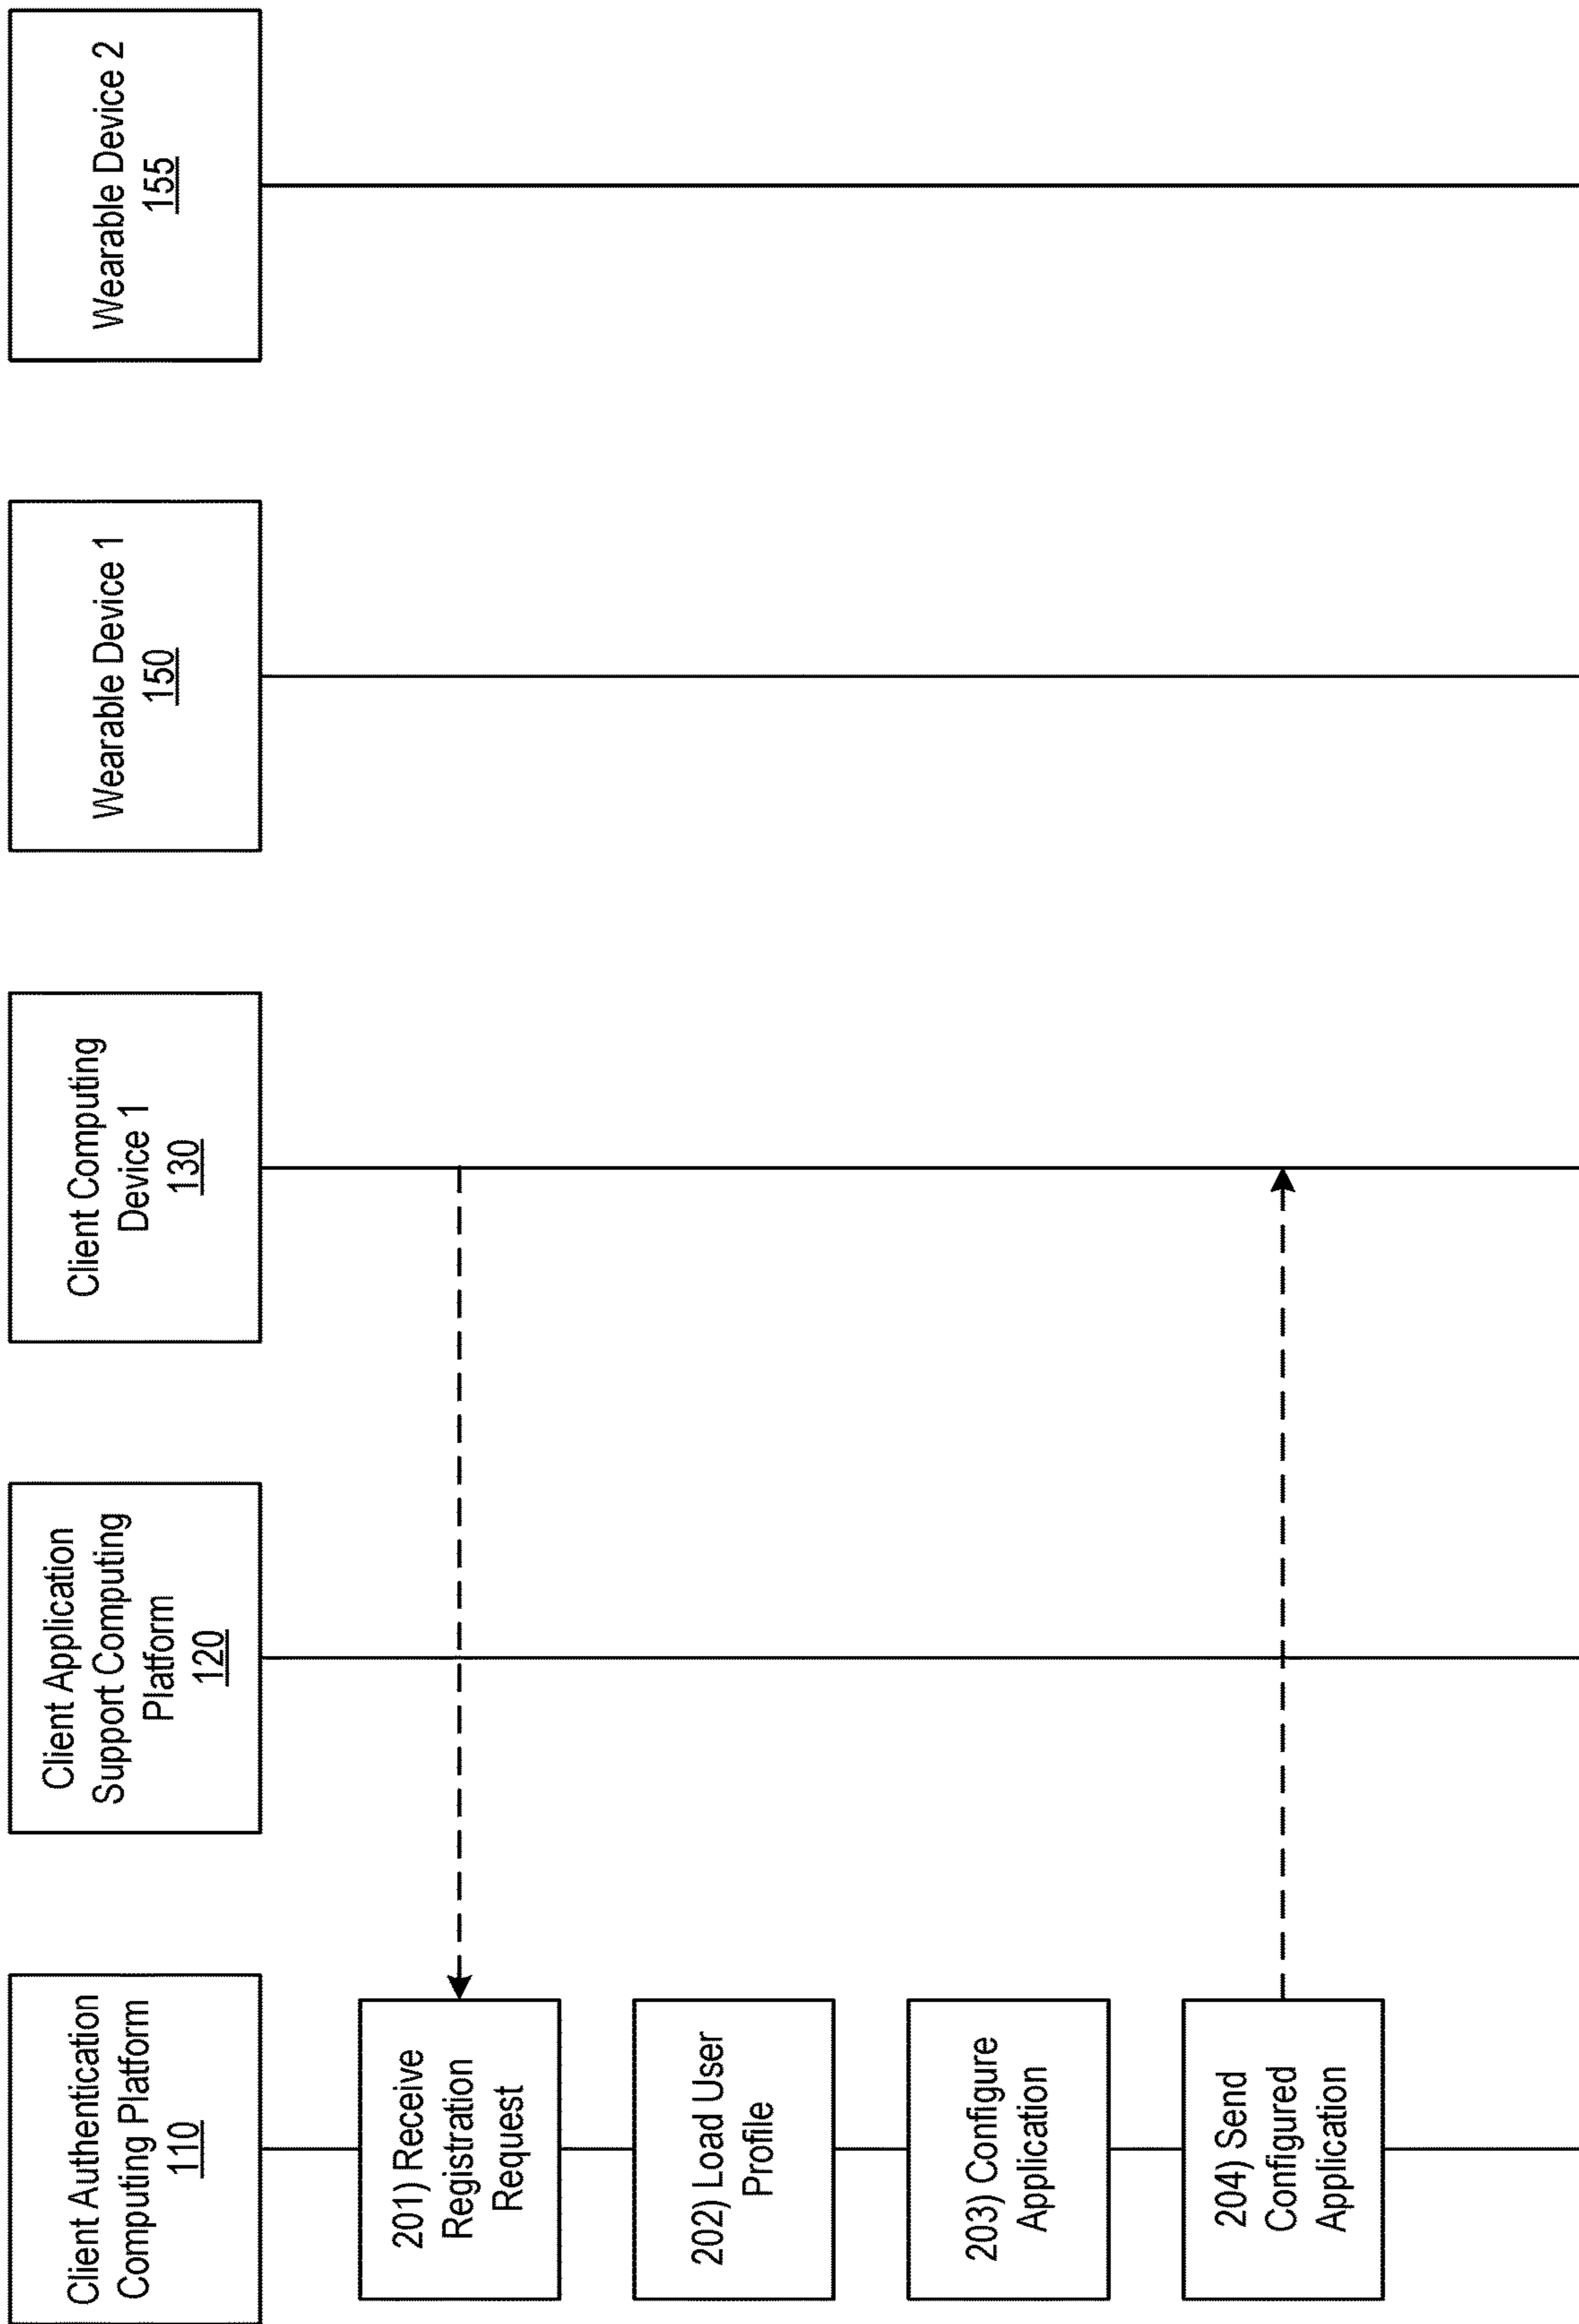 Client Authentication
Computing Platform
110
Client Application
Support Computing
Platform
120
Client Computing
Device 1
130
Wearable Device 1
150
Wearable Device 2
155
201) Receive
Registration
Request
202) Load User
Profile
203) Configure
Application
204) Send
Configured
Application